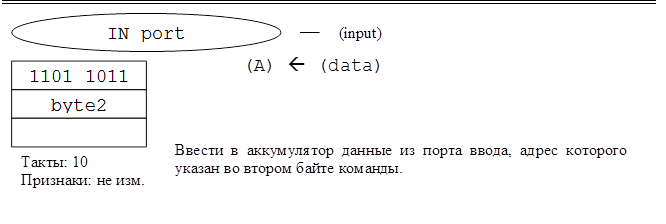 IN port — (input)
1101 1011
(A) ← (data)
byte2
Ввести в аккумулятор данные из порта ввода, адрес которого
указан во втором байте команды.
Такты: 10
Признаки: не изм.